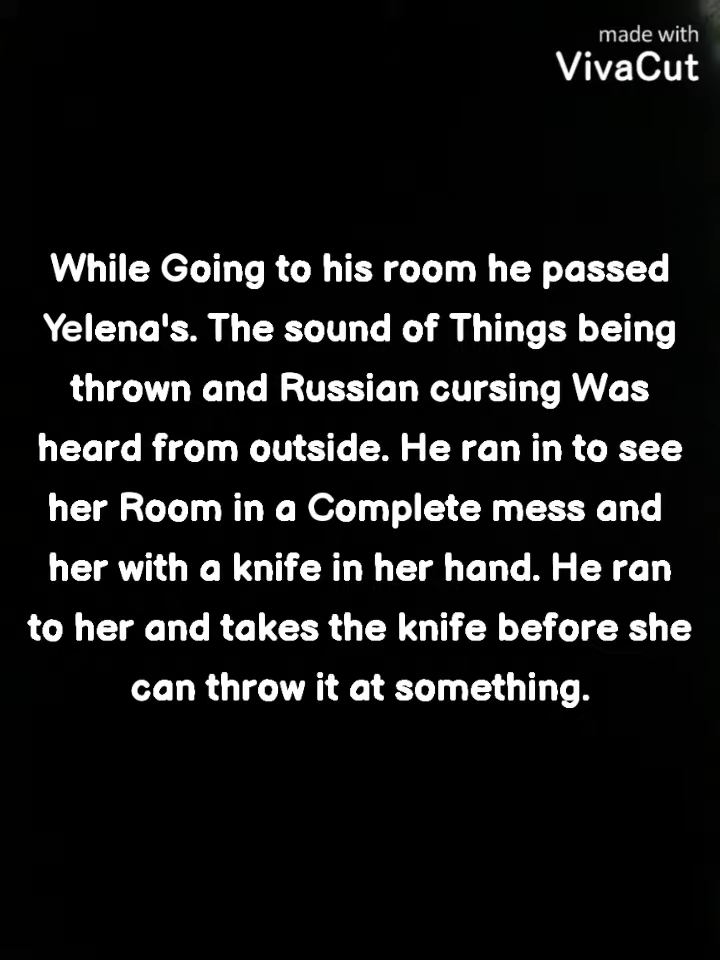 made with
VivaCut
While Going to his room he passed
Yelena's. The sound of Things being
thrown and Russian cursing Was
heard from outside. He ran in to see
her Room in a Complete mess and
her with a knife in her hand. He ran
to her and takes the knife before she
can throw it at something.